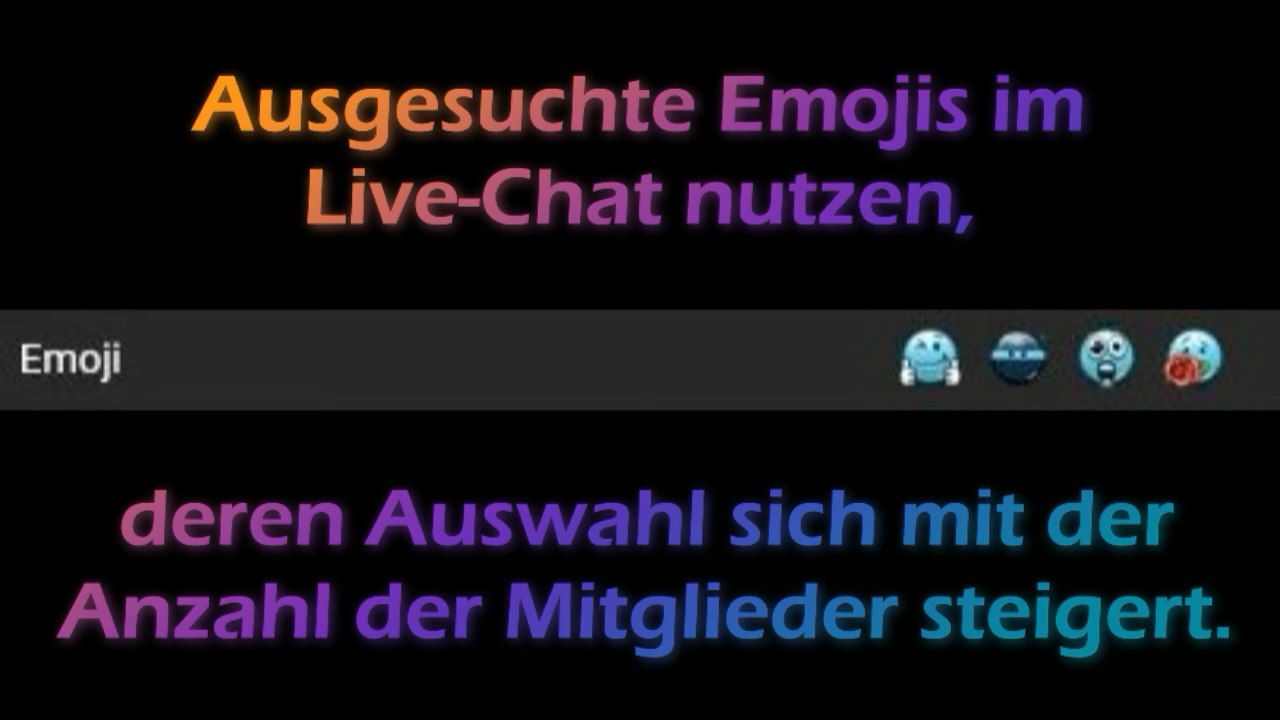 Ausgesuchte Emojis im
Live-Chat nutzen,
Emoji
deren Auswahl sich mit der
Anzahl der Mitglieder steigert.